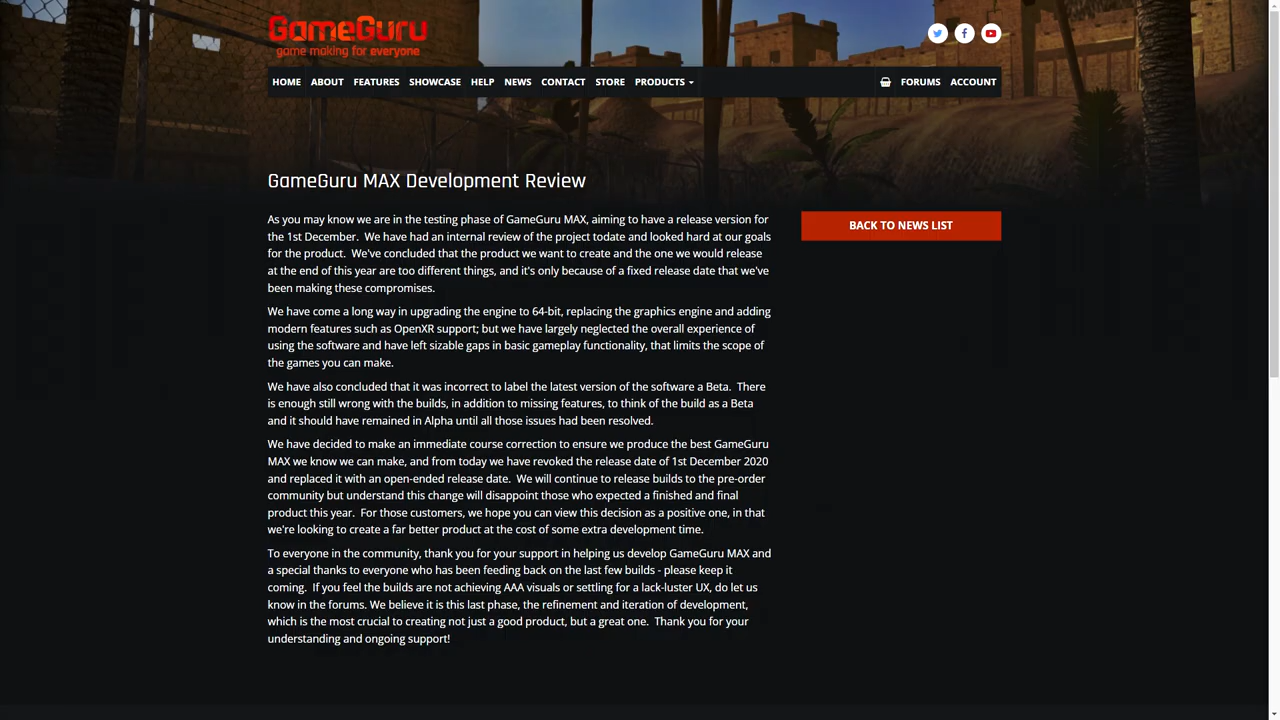 GameGuru
game making for everyone
HOME ABOUT FEATURES SHOWCASE HELP NEWS CONTACT STORE PRODUCTS FORUMS ACCOUNT
GameGuru MAX Development Review
As you may know we are in the testing phase of GameGuru MAX, aiming to have a release version for
the 1st December.  We have had an internal review of the project todate and looked hard at our goals
for the product.  We've concluded that the product we want to create and the one we would release
at the end of this year are too different things, and it's only because of a fixed release date that we've
been making these compromises.
BACK TO NEWS LIST
We have come a long way in upgrading the engine to 64-bit, replacing the graphics engine and adding
modern features such as OpenXR support; but we have largely neglected the overall experience of
using the software and have left sizable gaps in basic gameplay functionality, that limits the scope of
the games you can make.
We have also concluded that it was incorrect to label the latest version of the software a Beta.  There
is enough still wrong with the builds, in addition to missing features, to think of the build as a Beta
and it should have remained in Alpha until all those issues had been resolved.
We have decided to make an immediate course correction to ensure we produce the best GameGuru
MAX we know we can make, and from today we have revoked the release date of 1st December 2020
and replaced it with an open-ended release date.  We will continue to release builds to the pre-order
community but understand this change will disappoint those who expected a finished and final
product this year.  For those customers, we hope you can view this decision as a positive one, in that
we're looking to create a far better product at the cost of some extra development time.
To everyone in the community, thank you for your support in helping us develop GameGuru MAX and
a special thanks to everyone who has been feeding back on the last few builds - please keep it
coming.  If you feel the builds are not achieving AAA visuals or settling for a lack-luster UX, do let us
know in the forums. We believe it is this last phase, the refinement and iteration of development,
which is the most crucial to creating not just a good product, but a great one.  Thank you for your
understanding and ongoing support!